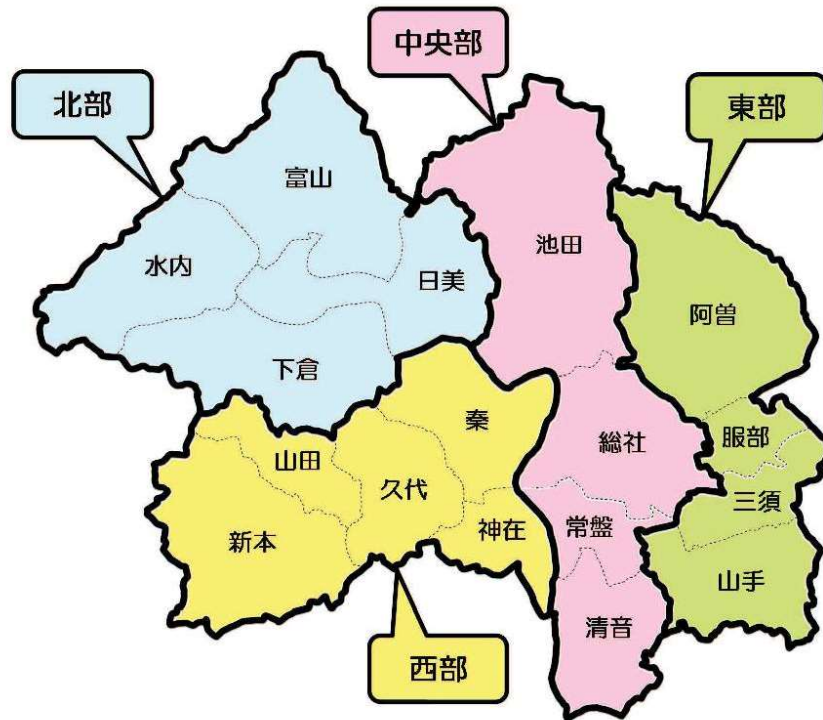 中央部
北部
東部
富山
池田
水内
日美
阿曽
下倉
秦
総社
服部
山田
久代
三須
新本
神在
常盤
山手
清音
西部